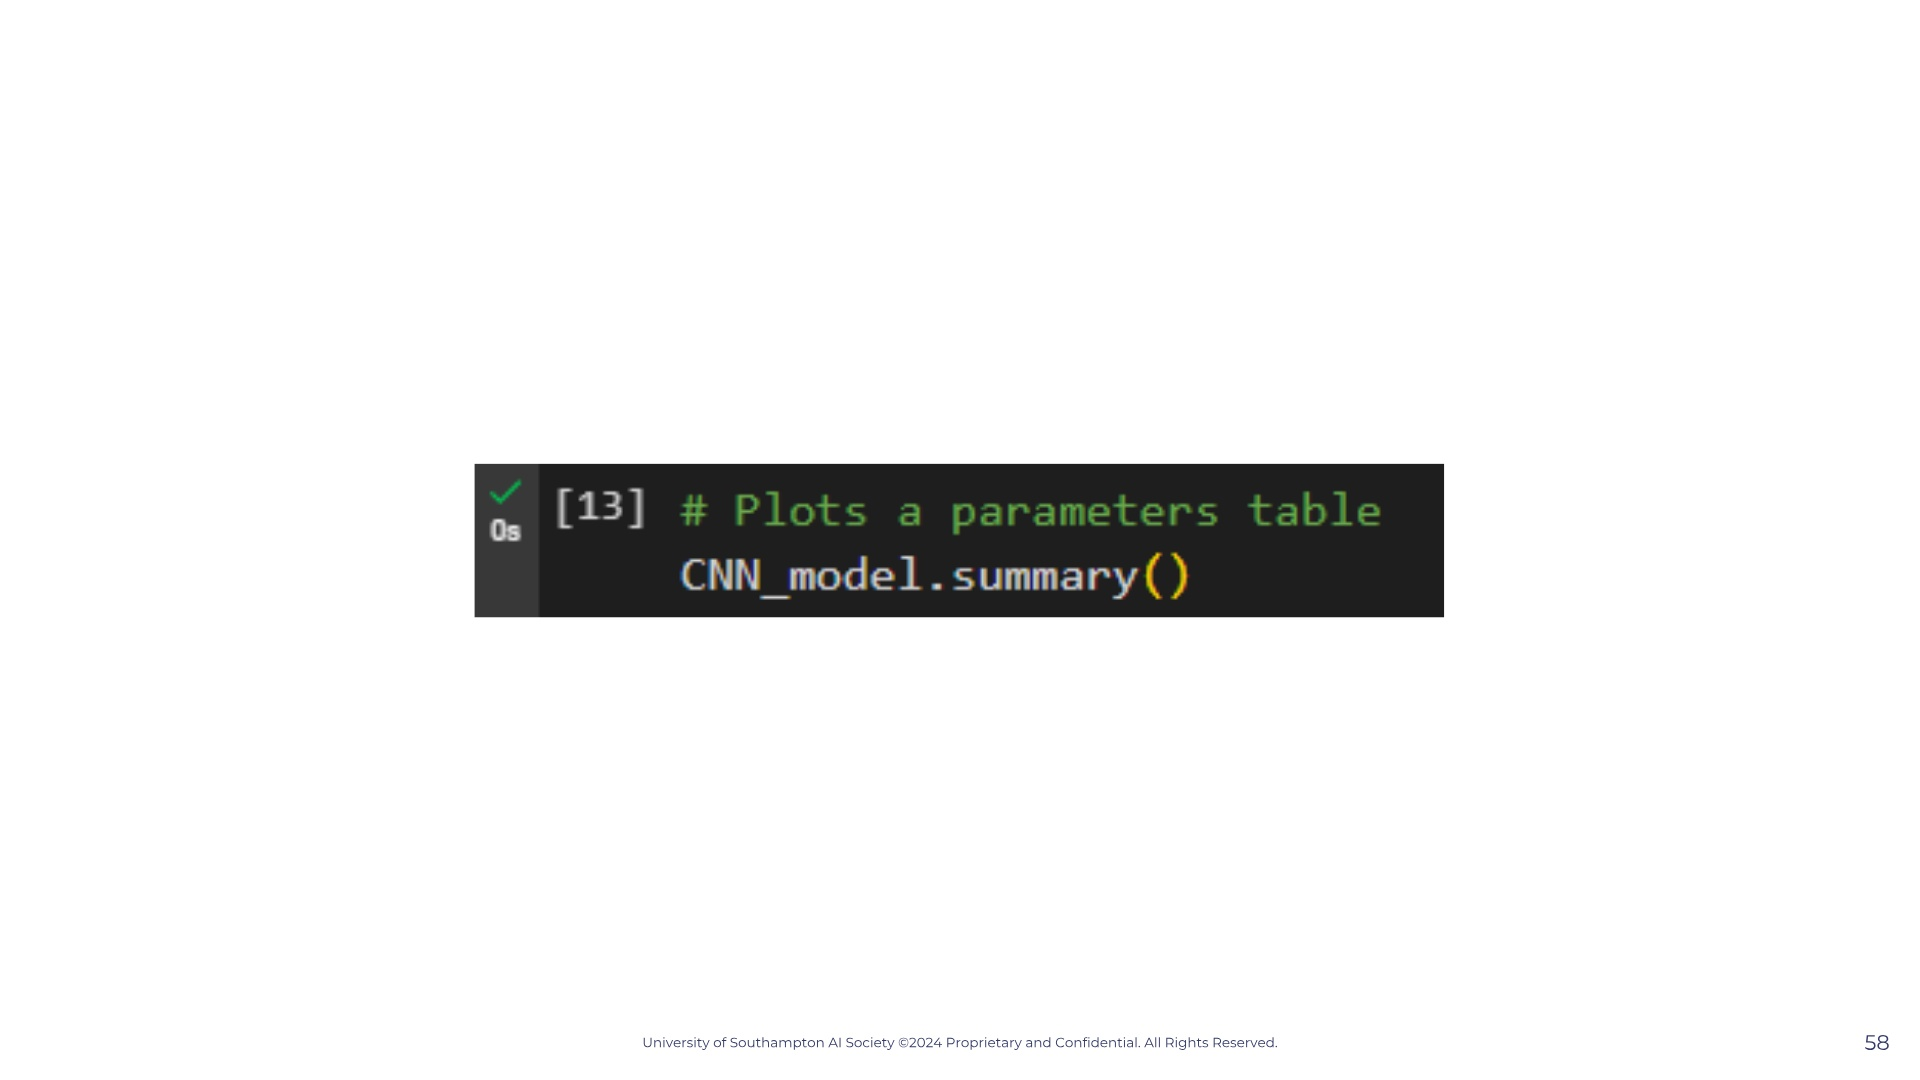 [13] # Plots a parameters table
0s
CNN_model.summary()
University of Southampton AI Society ©2024 Proprietary and Confidential. All Rights Reserved.
58